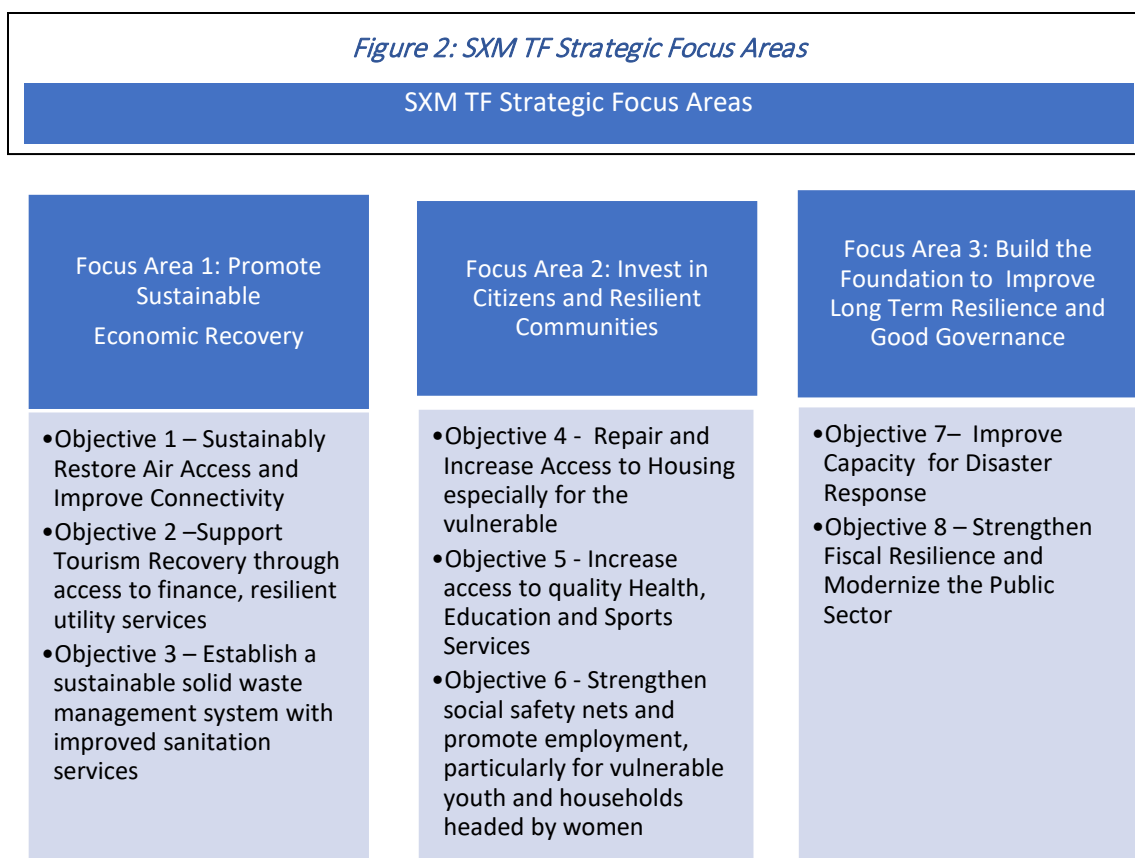 Figure 2: SXM TF Strategic Focus Areas
SXM TF Strategic Focus Areas
Focus Area 1: Promote
Sustainable
Economic Recovery
•Objective 1 – Sustainably
Restore Air Access and
Improve Connectivity
•Objective 2 –Support
Tourism Recovery through
access to finance, resilient
utility services
•Objective 3 – Establish a
sustainable solid waste
management system with
improved sanitation
services
Focus Area 2: Invest in
Citizens and Resilient
Communities
•Objective 4 -  Repair and
Increase Access to Housing
especially for the
vulnerable
•Objective 5 - Increase
access to quality Health,
Education and Sports
Services
•Objective 6 - Strengthen
social safety nets and
promote employment,
particularly for vulnerable
youth and households
headed by women
Focus Area 3: Build the
Foundation to  Improve
Long Term Resilience and
Good Governance
•Objective 7–  Improve
Capacity  for Disaster
Response
•Objective 8 – Strengthen
Fiscal Resilience and
Modernize the Public
Sector